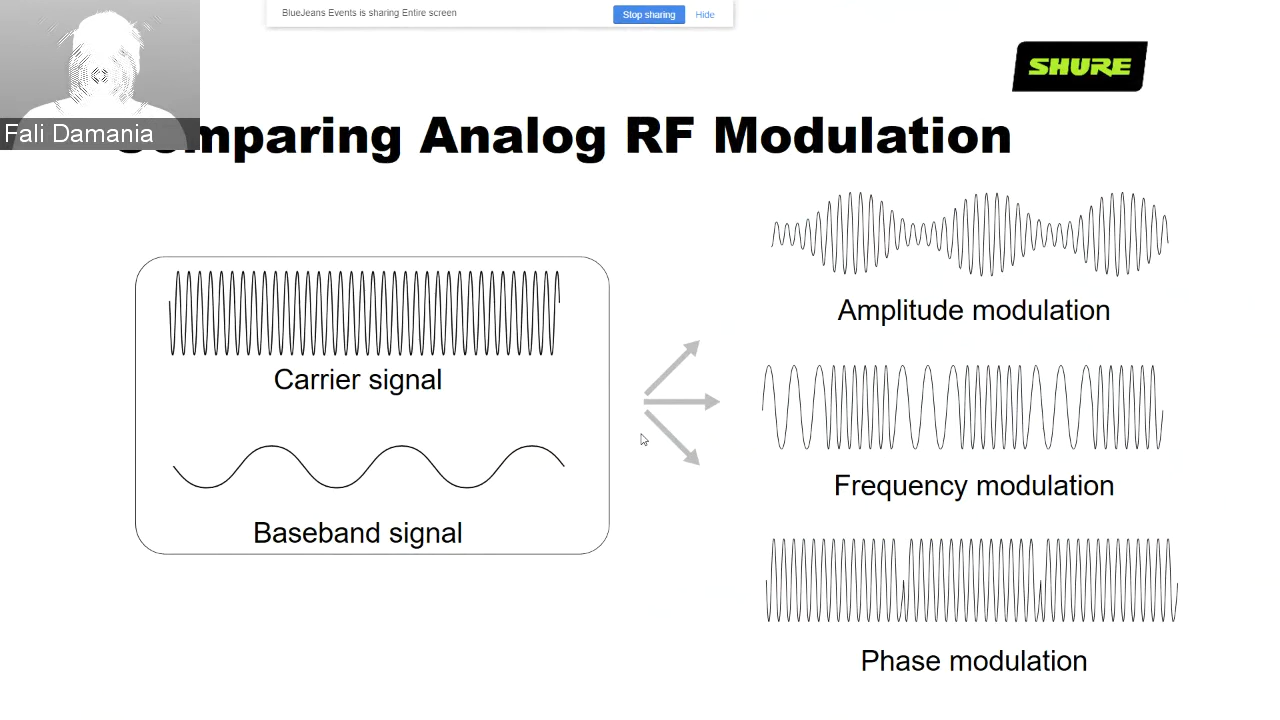 BlueJeans Events is sharing Entire screen
Stop sharing
Hide
SHURE
Fali Damania
omparing Analog RF Modulation
Carrier signal
Baseband signal
Amplitude modulation
Frequency modulation
Phase modulation